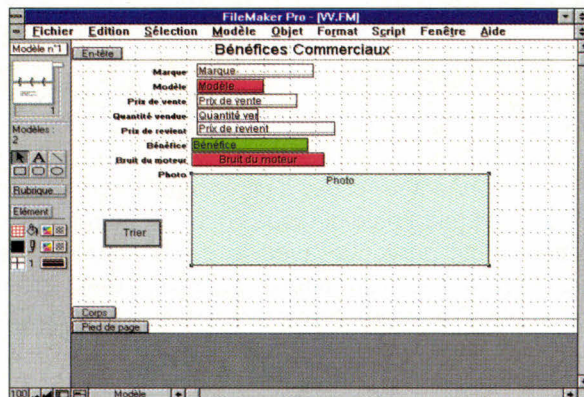 FileMaker Pro - [VV.FM]
Fichier Edition Sélection Modèle Objet Format Script Fenêtre Aide
Modèle n°1
En-tête
Bénéfices Commerciaux
Marque Marque
Modèle Modèle
Prix de vente Prix de vente
Quantité vendue Quantité ver
Prix de revient Prix de revient
Bénéfice Bénéfice
Bruit du moteur Bruit du moteur
Photo Photo
1
Modèles :
2
A
Rubrique
Elément
Trier
1
Corps
Pied de page
100 Modèle